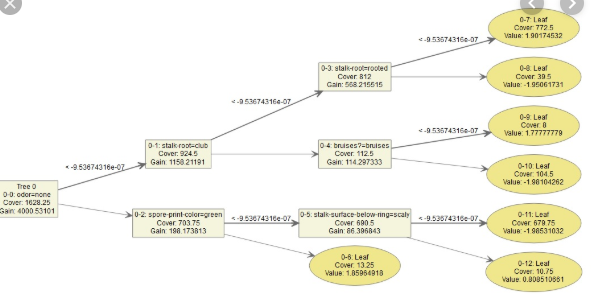 Tree 0
0-0: odor=none
Cover: 1628.25
Gain: 4000.53101
< -9.53674316e-07
0-1: stalk-root=club
Cover: 924.5
Gain: 1158.21191
0-2: spore-print-color=green
Cover: 703.75
Gain: 198.173813
< -9.53674316e-07
0-3: stalk-root=rooted
Cover: 812
Gain: 568.215515
0-4: bruises?=bruises
Cover: 112.5
Gain: 114.297333
< -9.53674316e-07
0-5: stalk-surface-below-ring=scaly
Cover: 690.5
Gain: 86.396843
0-6: Leaf
Cover: 13.25
Value: 1.85964918
< -9.53674316e-07
0-7: Leaf
Cover: 772.5
Value: 1.90174532
0-8: Leaf
Cover: 39.5
Value: -1.95061731
< -9.53674316e-07
0-9: Leaf
Cover: 8
Value: 1.77777779
0-10: Leaf
Cover: 104.5
Value: -1.98104262
< -9.53674316e-07
0-11: Leaf
Cover: 679.75
Value: -1.98531032
0-12: Leaf
Cover: 10.75
Value: 0.808510661